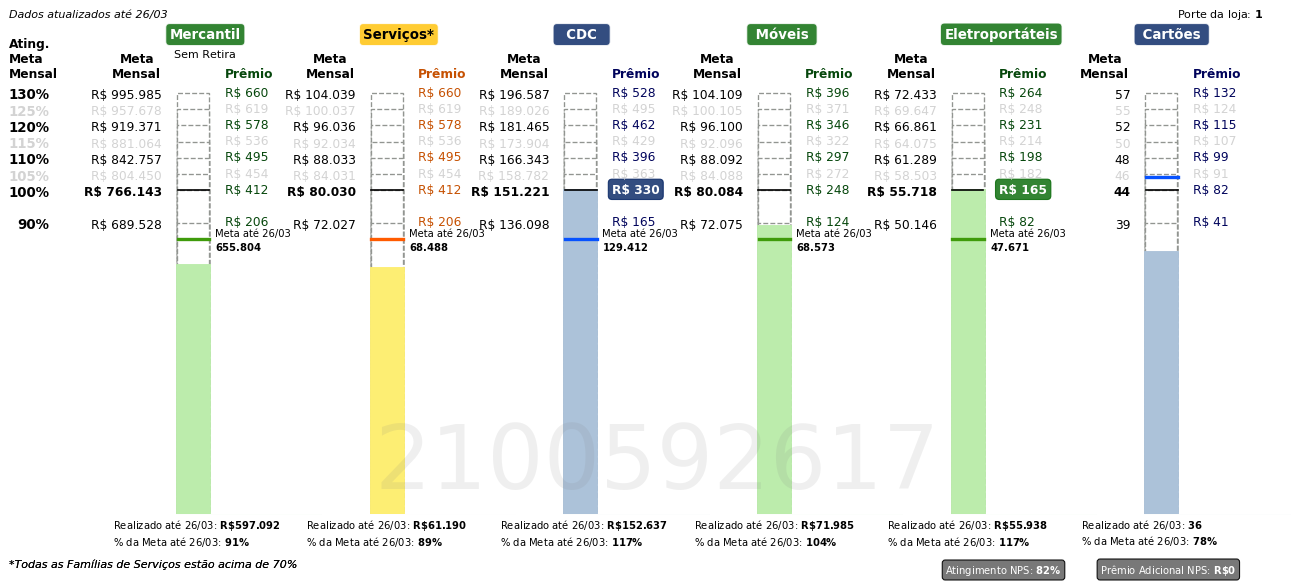 Dados atualizados até 26/03 Porte da loja: 1
Mercantil Serviços* CDC Móveis Eletroportáteis Cartões
Ating. Sem Retira
Meta Meta Meta Meta Meta Meta Meta
Mensal Mensal Prêmio Mensal Prêmio Mensal Prêmio Mensal Prêmio Mensal Prêmio Mensal Prêmio
130% R$ 995.985 R$ 660 R$ 104.039 R$ 660 R$ 196.587 R$ 528 R$ 104.109 R$ 396 R$ 72.433 R$ 264 57 R$ 132
125% R$ 957.678 R$ 619 R$ 100.037 R$ 619 R$ 189.026 R$ 495 R$ 100.105 R$ 371 R$ 69.647 R$ 248 55 R$ 124
120% R$ 919.371 R$ 578 R$ 96.036 R$ 578 R$ 181.465 R$ 462 R$ 96.100 R$ 346 R$ 66.861 R$ 231 52 R$ 115
115% R$ 881.064 R$ 536 R$ 92.034 R$ 536 R$ 173.904 R$ 429 R$ 92.096 R$ 322 R$ 64.075 R$ 214 50 R$ 107
110% R$ 842.757 R$ 495 R$ 88.033 R$ 495 R$ 166.343 R$ 396 R$ 88.092 R$ 297 R$ 61.289 R$ 198 48 R$ 99
105% R$ 804.450 R$ 454 R$ 84.031 R$ 454 R$ 158.782 R$ 363 R$ 84.088 R$ 272 R$ 58.503 R$ 182 46 R$ 91
100% R$ 766.143 R$ 412 R$ 80.030 R$ 412 R$ 151.221 R$ 330 R$ 80.084 R$ 248 R$ 55.718 R$ 165 44 R$ 82
90% R$ 689.528 R$ 206 R$ 72.027 R$ 206 R$ 136.098 R$ 165 R$ 72.075 R$ 124 R$ 50.146 R$ 82 39 R$ 41
Meta até 26/03 Meta até 26/03 Meta até 26/03 Meta até 26/03 Meta até 26/03
655.804 68.488 129.412 68.573 47.671
2100592617
Realizado até 26/03: R$597.092 Realizado até 26/03: R$61.190 Realizado até 26/03: R$152.637 Realizado até 26/03: R$71.985 Realizado até 26/03: R$55.938 Realizado até 26/03: 36
% da Meta até 26/03: 91% % da Meta até 26/03: 89% % da Meta até 26/03: 117% % da Meta até 26/03: 104% % da Meta até 26/03: 117% % da Meta até 26/03: 78%
*Todas as Famílias de Serviços estão acima de 70% Atingimento NPS: 82% Prêmio Adicional NPS: R$0